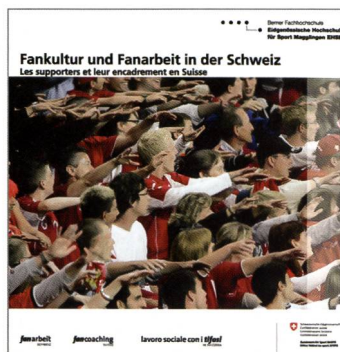 Berner Fachhochschule
Eidgenössische Hochschule
für Sport Magglingen EHSM
Fankultur und Fanarbeit in der Schweiz
Les supporters et leur encadrement en Suisse
fanarbeit
fancoaching
lavoro sociale con i tifosi